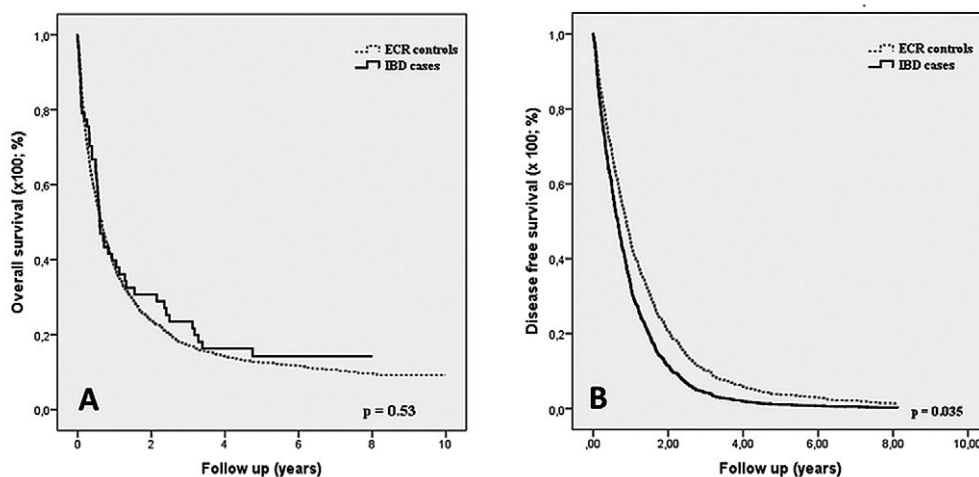 ECR controls
IBD cases
Overall survival (x100; %)
1,0
0,8
0,6
0,4
0,2
0,0
A
p = 0.53
0 2 4 6 8 10
Follow up (years)
ECR controls
IBD cases
Disease free survival (x 100; %)
1,0
0,8
0,6
0,4
0,2
0,0
B
p = 0.035
,00 2,00 4,00 6,00 8,00 10,00
Follow up (years)